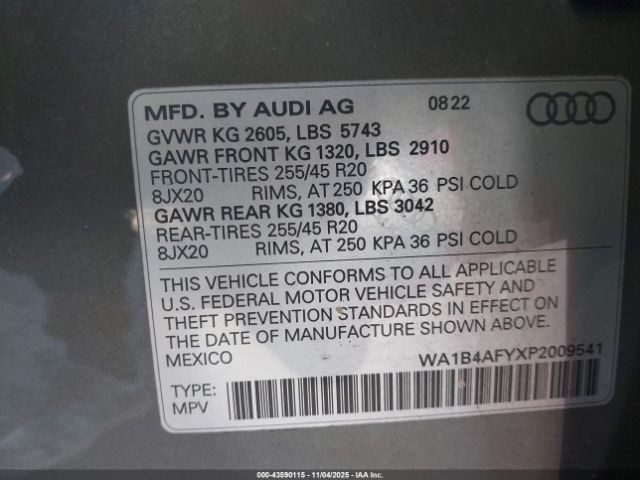 MFD. BY AUDI AG 08 22
GVWR KG 2605, LBS 5743
GAWR FRONT KG 1320, LBS 2910
FRONT-TIRES 255/45 R20
8JX20 RIMS, AT 250 KPA 36 PSI COLD
GAWR REAR KG 1380, LBS 3042
REAR-TIRES 255/45 R20
8JX20 RIMS, AT 250 KPA 36 PSI COLD
THIS VEHICLE CONFORMS TO ALL APPLICABLE
U.S. FEDERAL MOTOR VEHICLE SAFETY AND
THEFT PREVENTION STANDARDS IN EFFECT ON
THE DATE OF MANUFACTURE SHOWN ABOVE.
MEXICO WA1B4AFYXP2009541
TYPE:
MPV
000-43590115 - 11/04/2025 - IAA Inc.